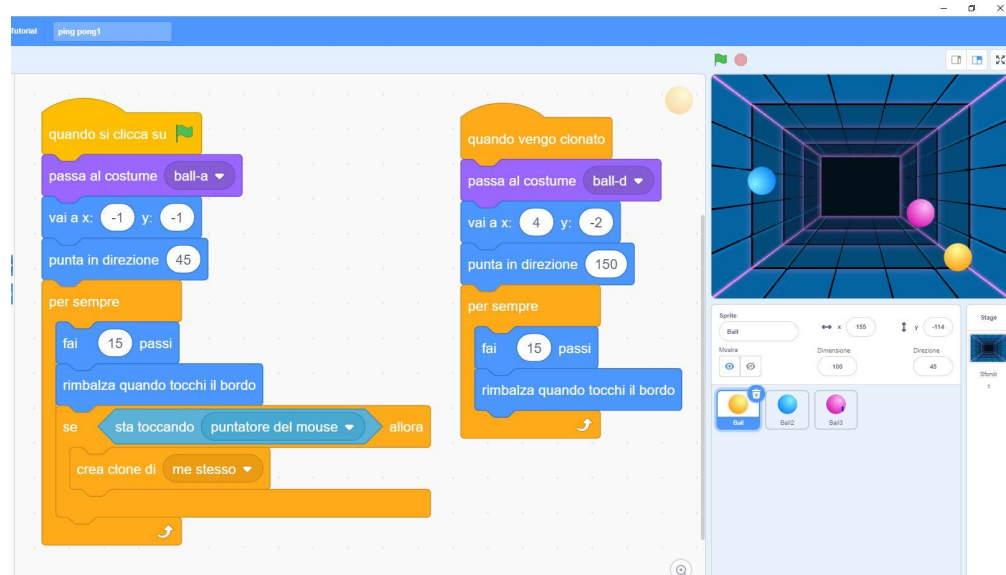 Tutorial ping pong1
quando si clicca su
passa al costume ball-a
vai a x: -1 y: -1
punta in direzione 45
per sempre
fai 15 passi
rimbalza quando tocchi il bordo
se sta toccando puntatore del mouse allora
crea clone di me stesso
quando vengo clonato
passa al costume ball-d
vai a x: 4 y: -2
punta in direzione 150
per sempre
fai 15 passi
rimbalza quando tocchi il bordo
Sprite
Ball x 155 y -114
Mostra Dimensione Direzione
100 45
Ball Ball2 Ball3
Stage
Sfondi
1